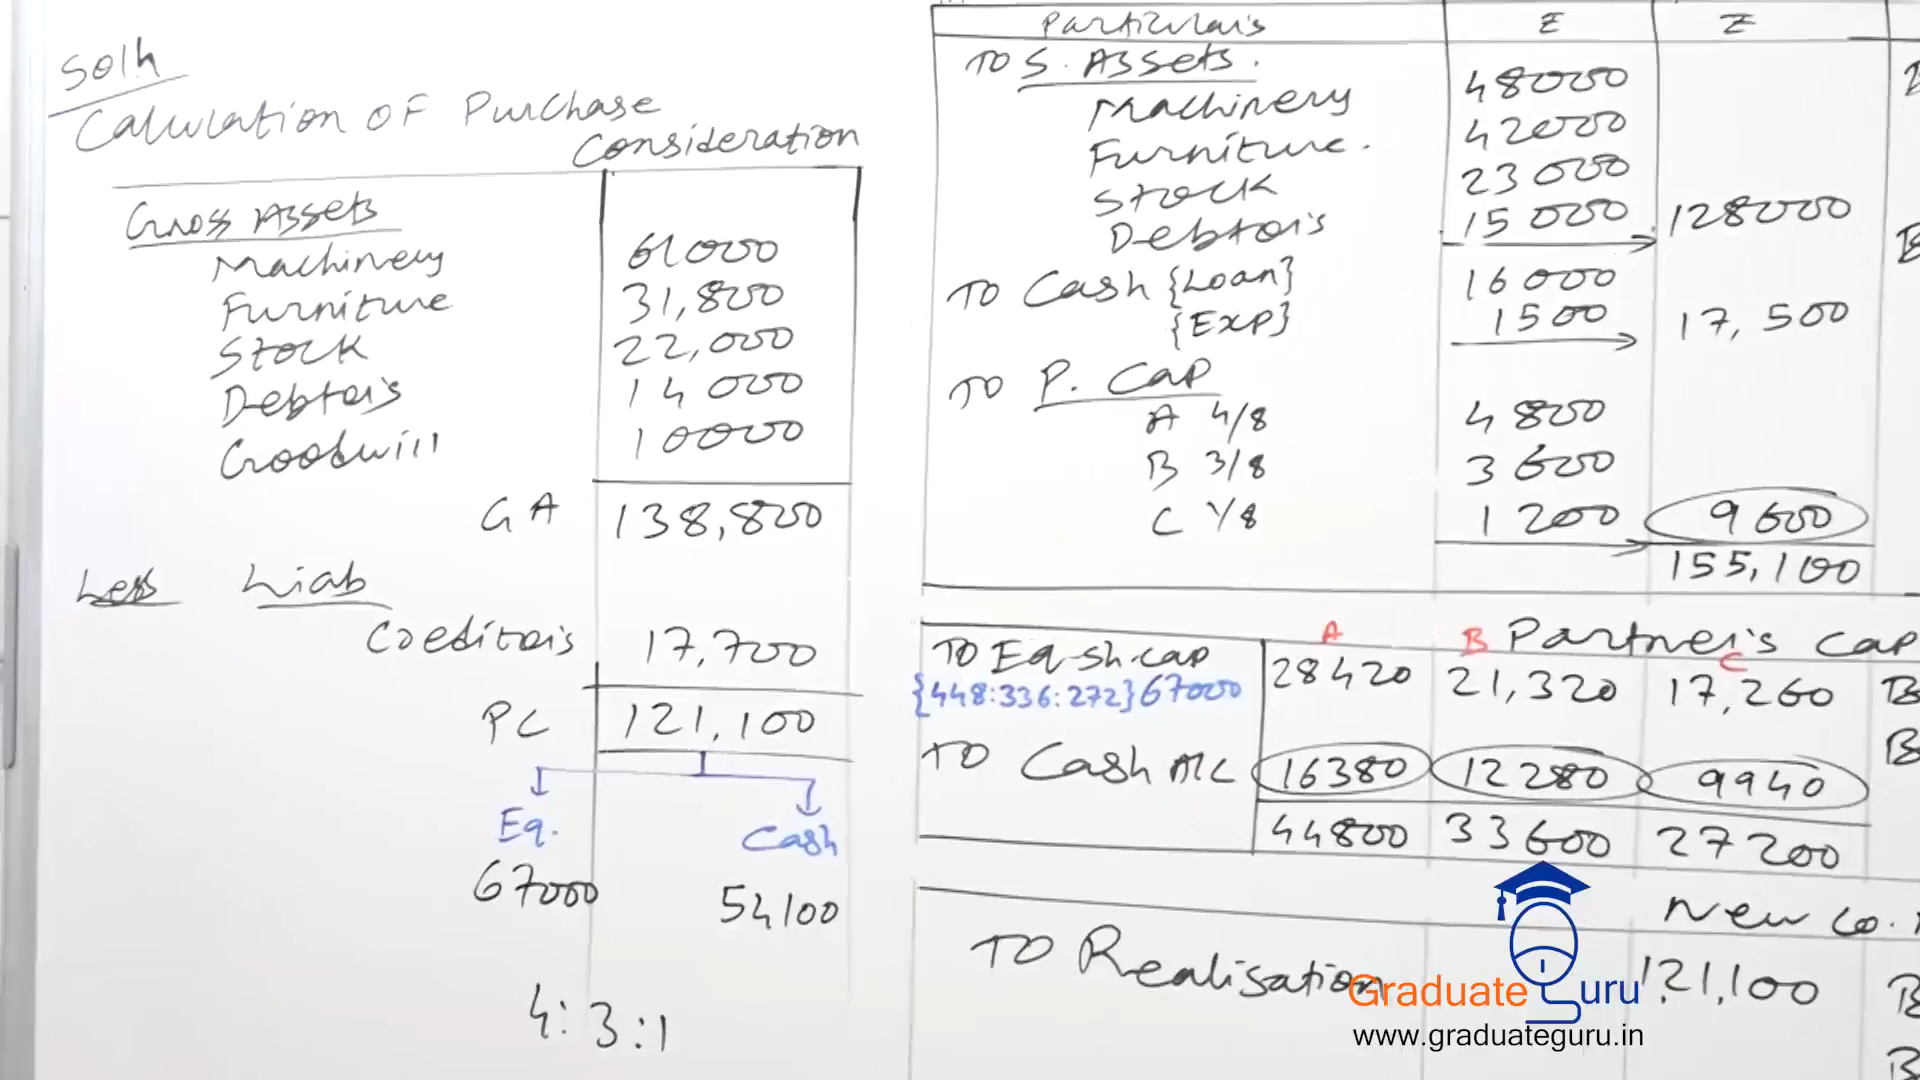 Soln
Calculation OF Purchase
Consideration
Gross Assets
Machinery 61000
Furniture 31,800
Stock 22,000
Debtors 14000
Goodwill 10000
GA 138,800
Less Liab
Creditors 17,700
PC 121,100
Eq. Cash
67000 54100
4:3:1
Particulars
To S. Assets.
Machinery 48000
Furniture. 42000
Stock 23000
Debtors 15000 128000
To Cash {Loan} 16000
{Exp} 1500 17,500
To P. Cap
A 4/8 4800
B 3/8 3600
C 1/8 1200 9600
155,100
Partner's Cap
A B C
To Eq.sh.cap 28420 21,320 17,260
{448:336:272} 67000
To Cash A/C 16380 12280 9940
44800 33600 27200
New Co.
To Realisation 121,100
Graduate Guru
www.graduateguru.in